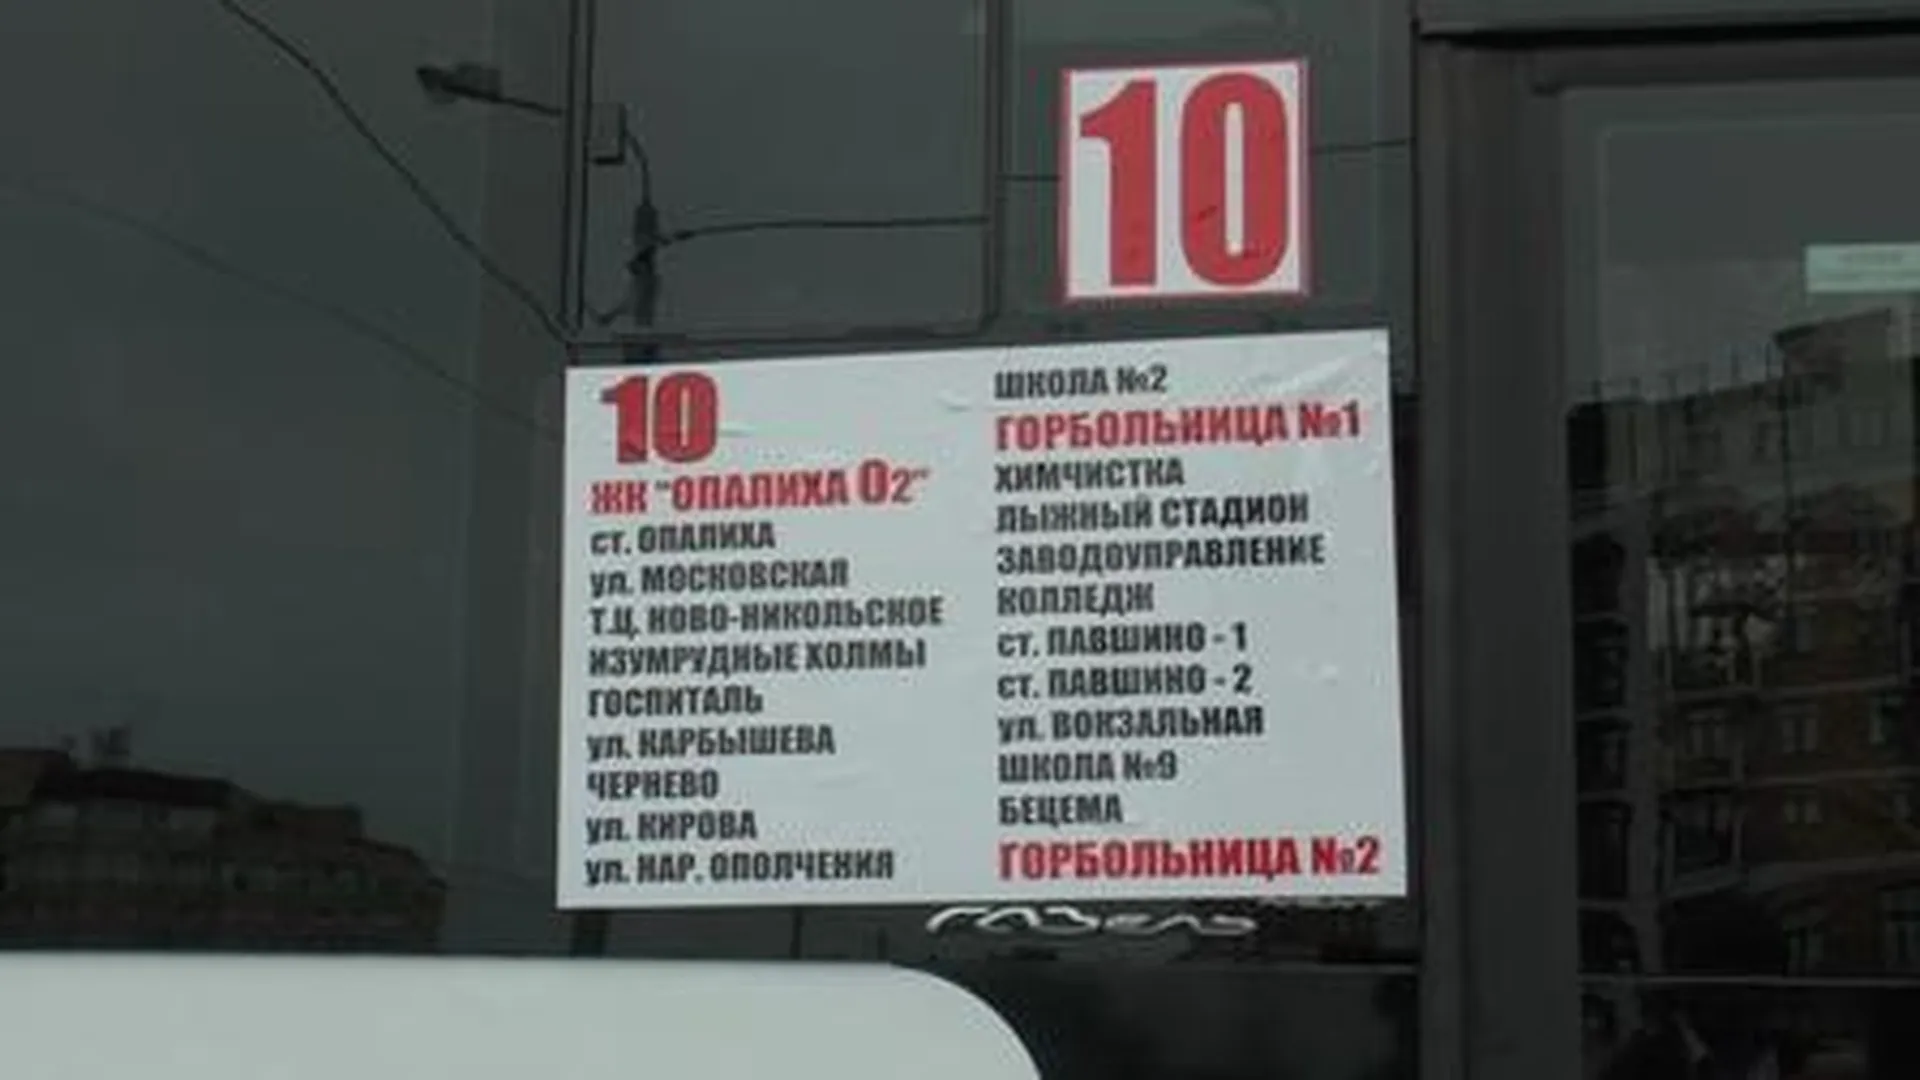 10
10
ЖК "ОПАЛИХА О2"
ст. ОПАЛИХА
ул. МОСКОВСКАЯ
Т.Ц. НОВО-НИКОЛЬСКОЕ
ИЗУМРУДНЫЕ ХОЛМЫ
ГОСПИТАЛЬ
ул. КАРБЫШЕВА
ЧЕРНЕВО
ул. КИРОВА
ул. НАР. ОПОЛЧЕНИЯ
ШКОЛА №2
ГОРБОЛЬНИЦА №1
ХИМЧИСТКА
ЛЫЖНЫЙ СТАДИОН
ЗАВОДОУПРАВЛЕНИЕ
КОЛЛЕДЖ
ст. ПАВШИНО - 1
ст. ПАВШИНО - 2
ул. ВОКЗАЛЬНАЯ
ШКОЛА №9
БЕЦЕМА
ГОРБОЛЬНИЦА №2
ГАЗЕЛЬ